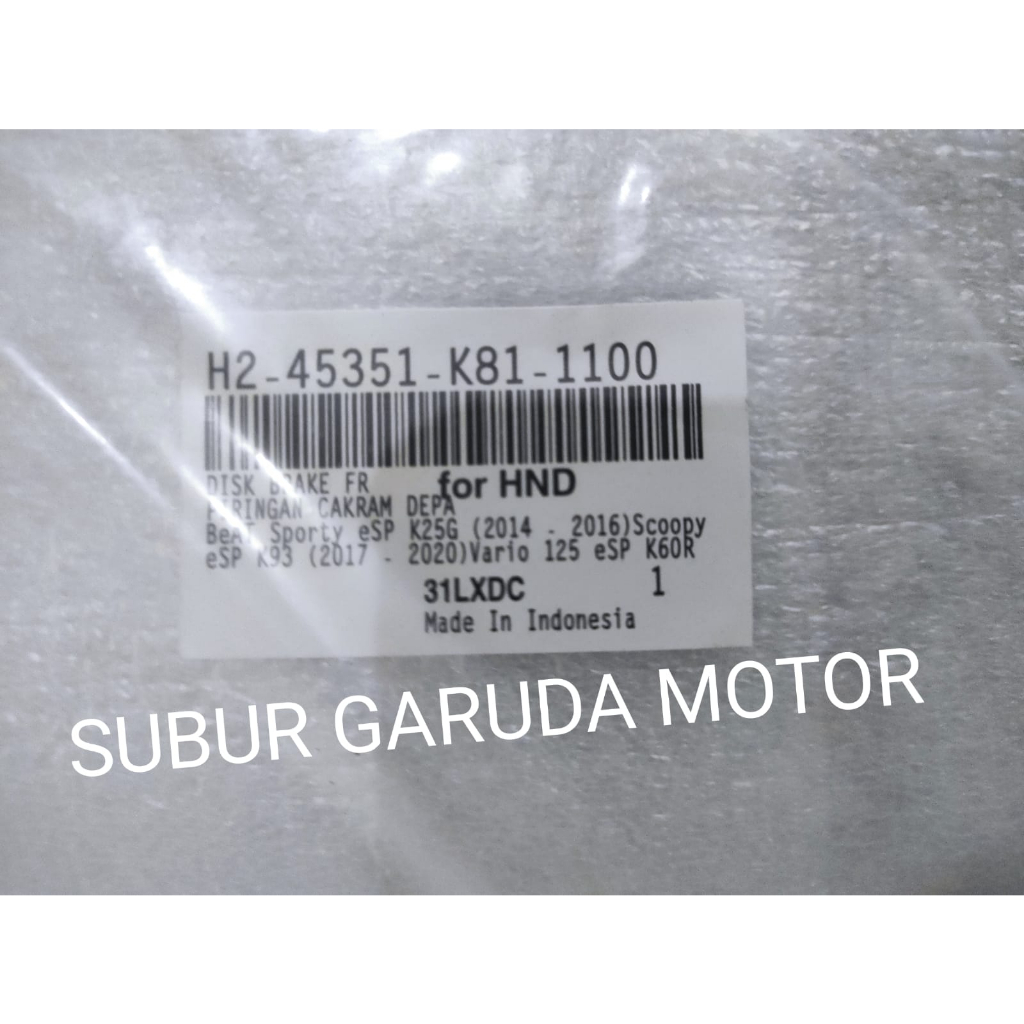 H2-45351-K81-1100
DISK BRAKE FR for HND
PIRINGAN CAKRAM DEPA
BeAT Sporty eSP K25G (2014 - 2016)Scoopy
eSP K93 (2017 - 2020)Vario 125 eSP K60R
31LXDC 1
Made In Indonesia
SUBUR GARUDA MOTOR